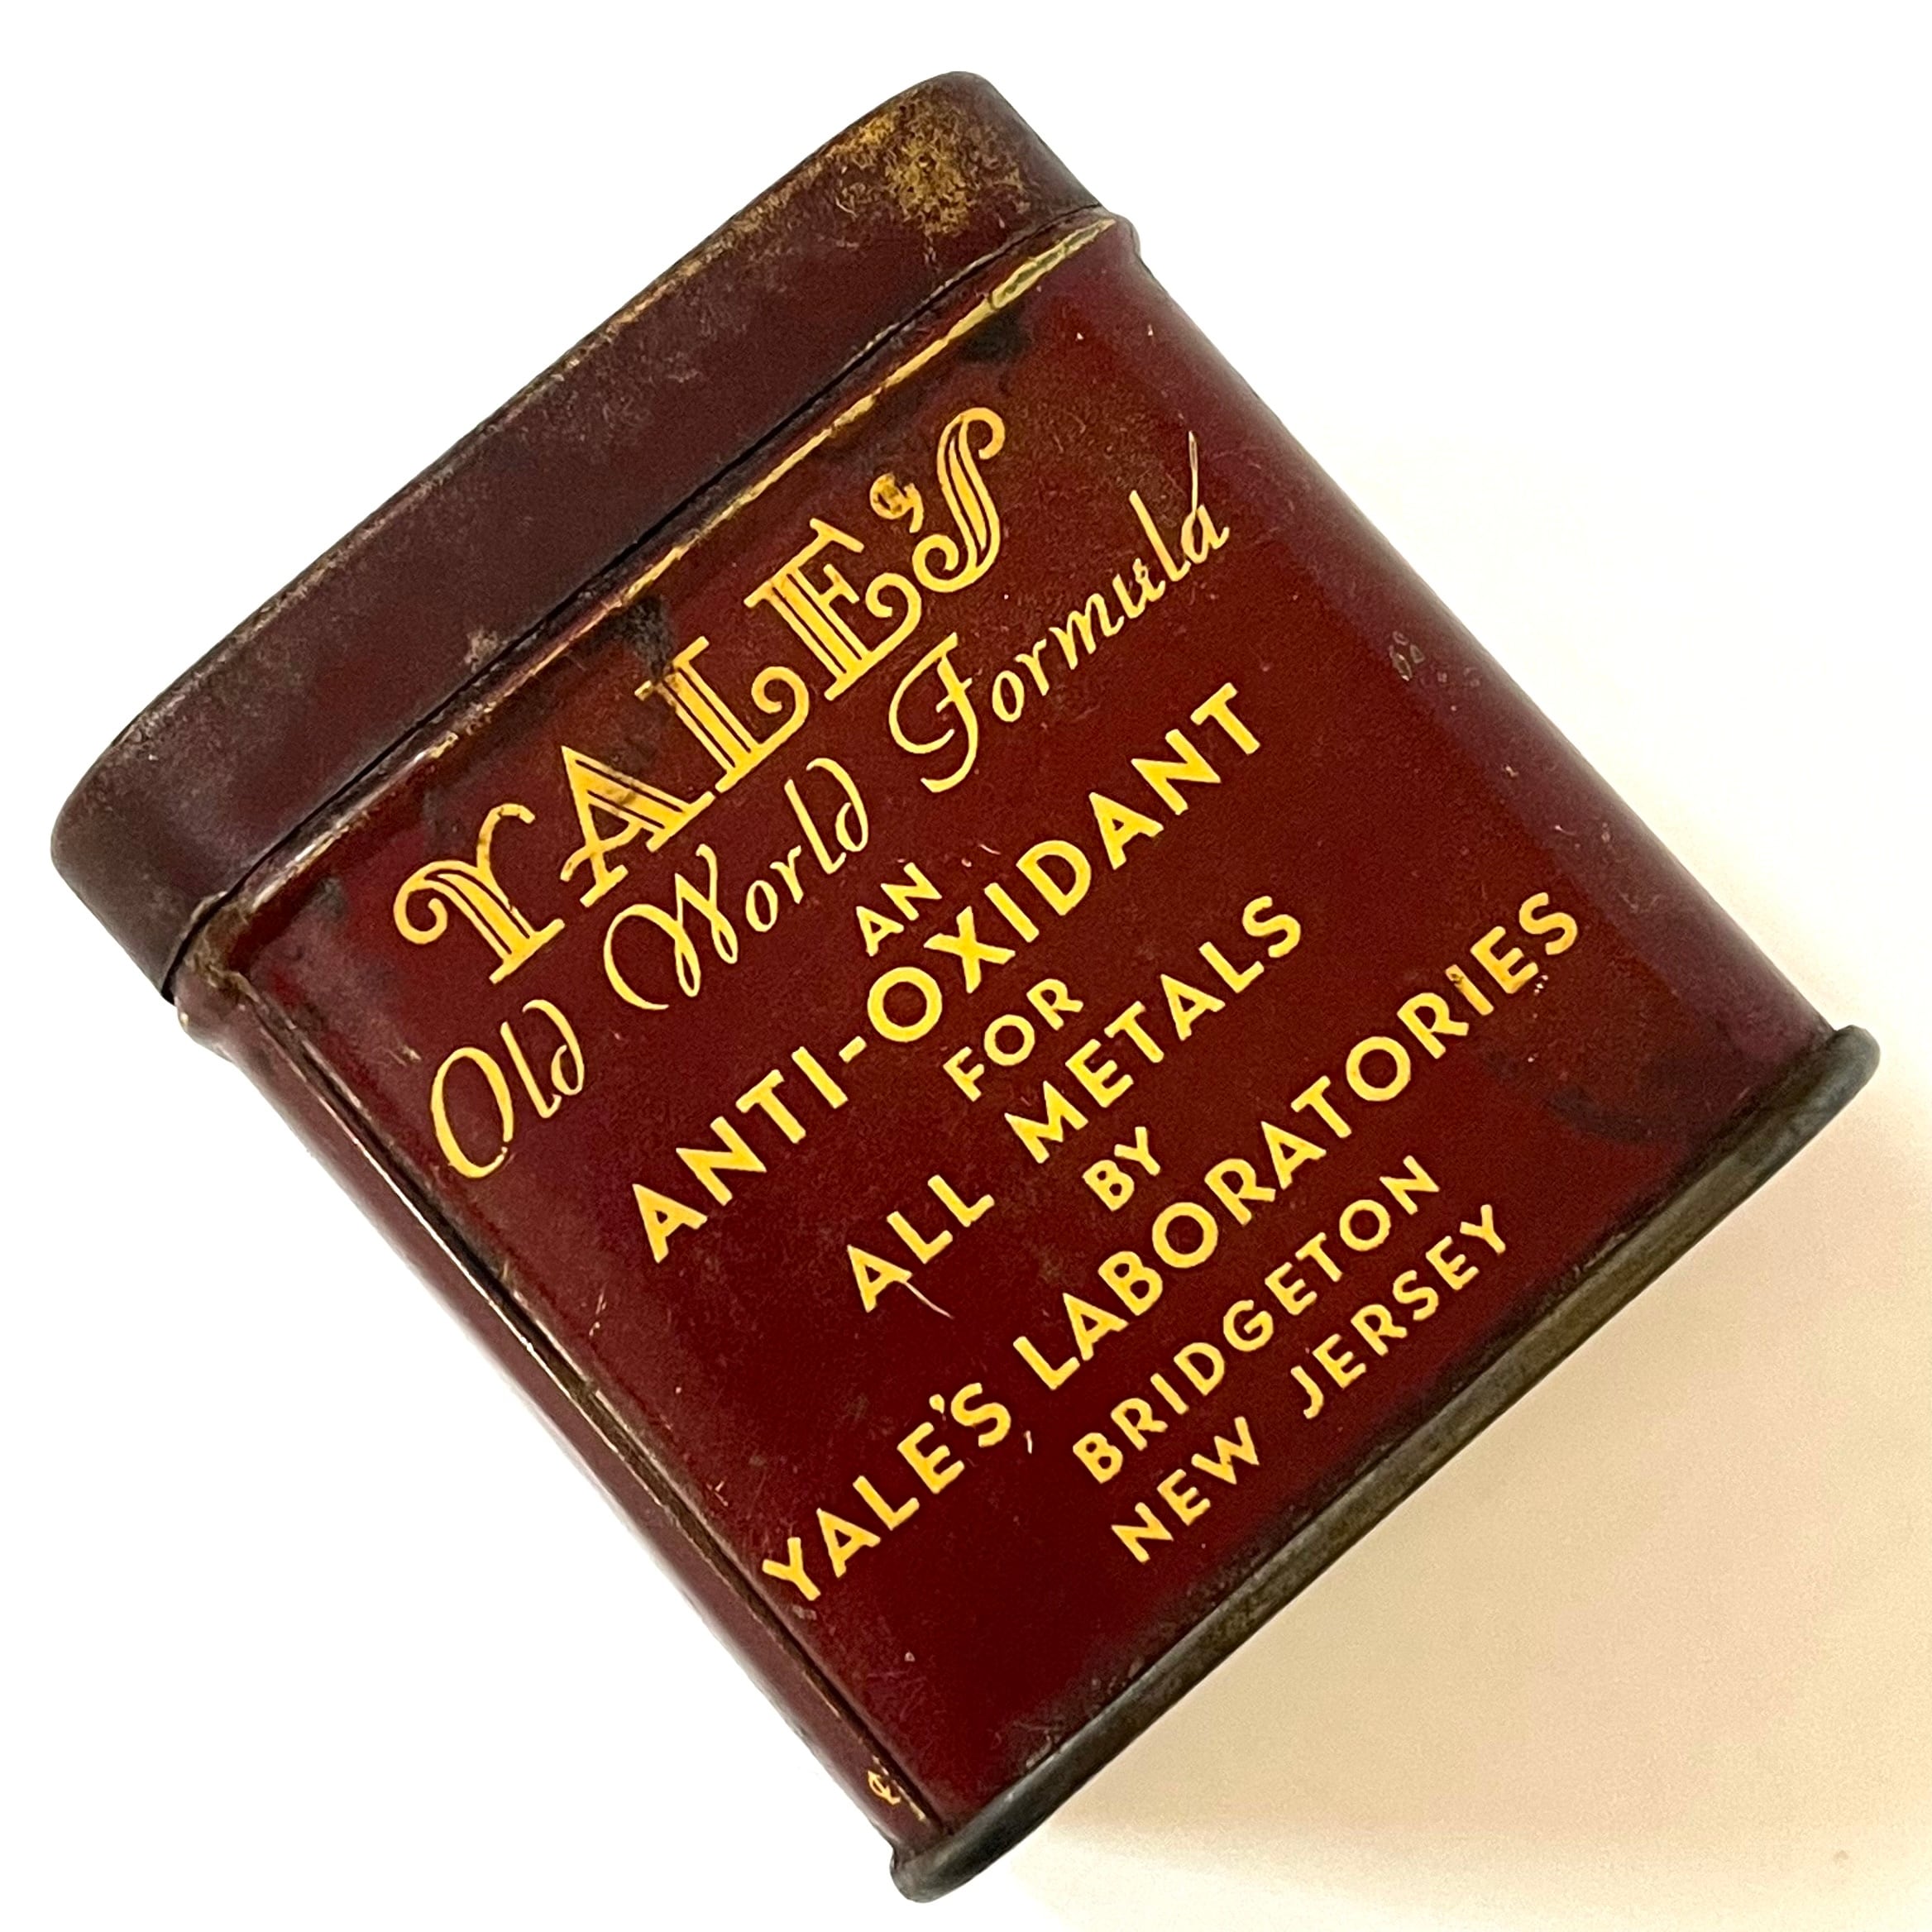 YALE'S
Old World Formula
AN
ANTI-OXIDANT
FOR
ALL METALS
BY
YALE'S LABORATORIES
BRIDGETON
NEW JERSEY